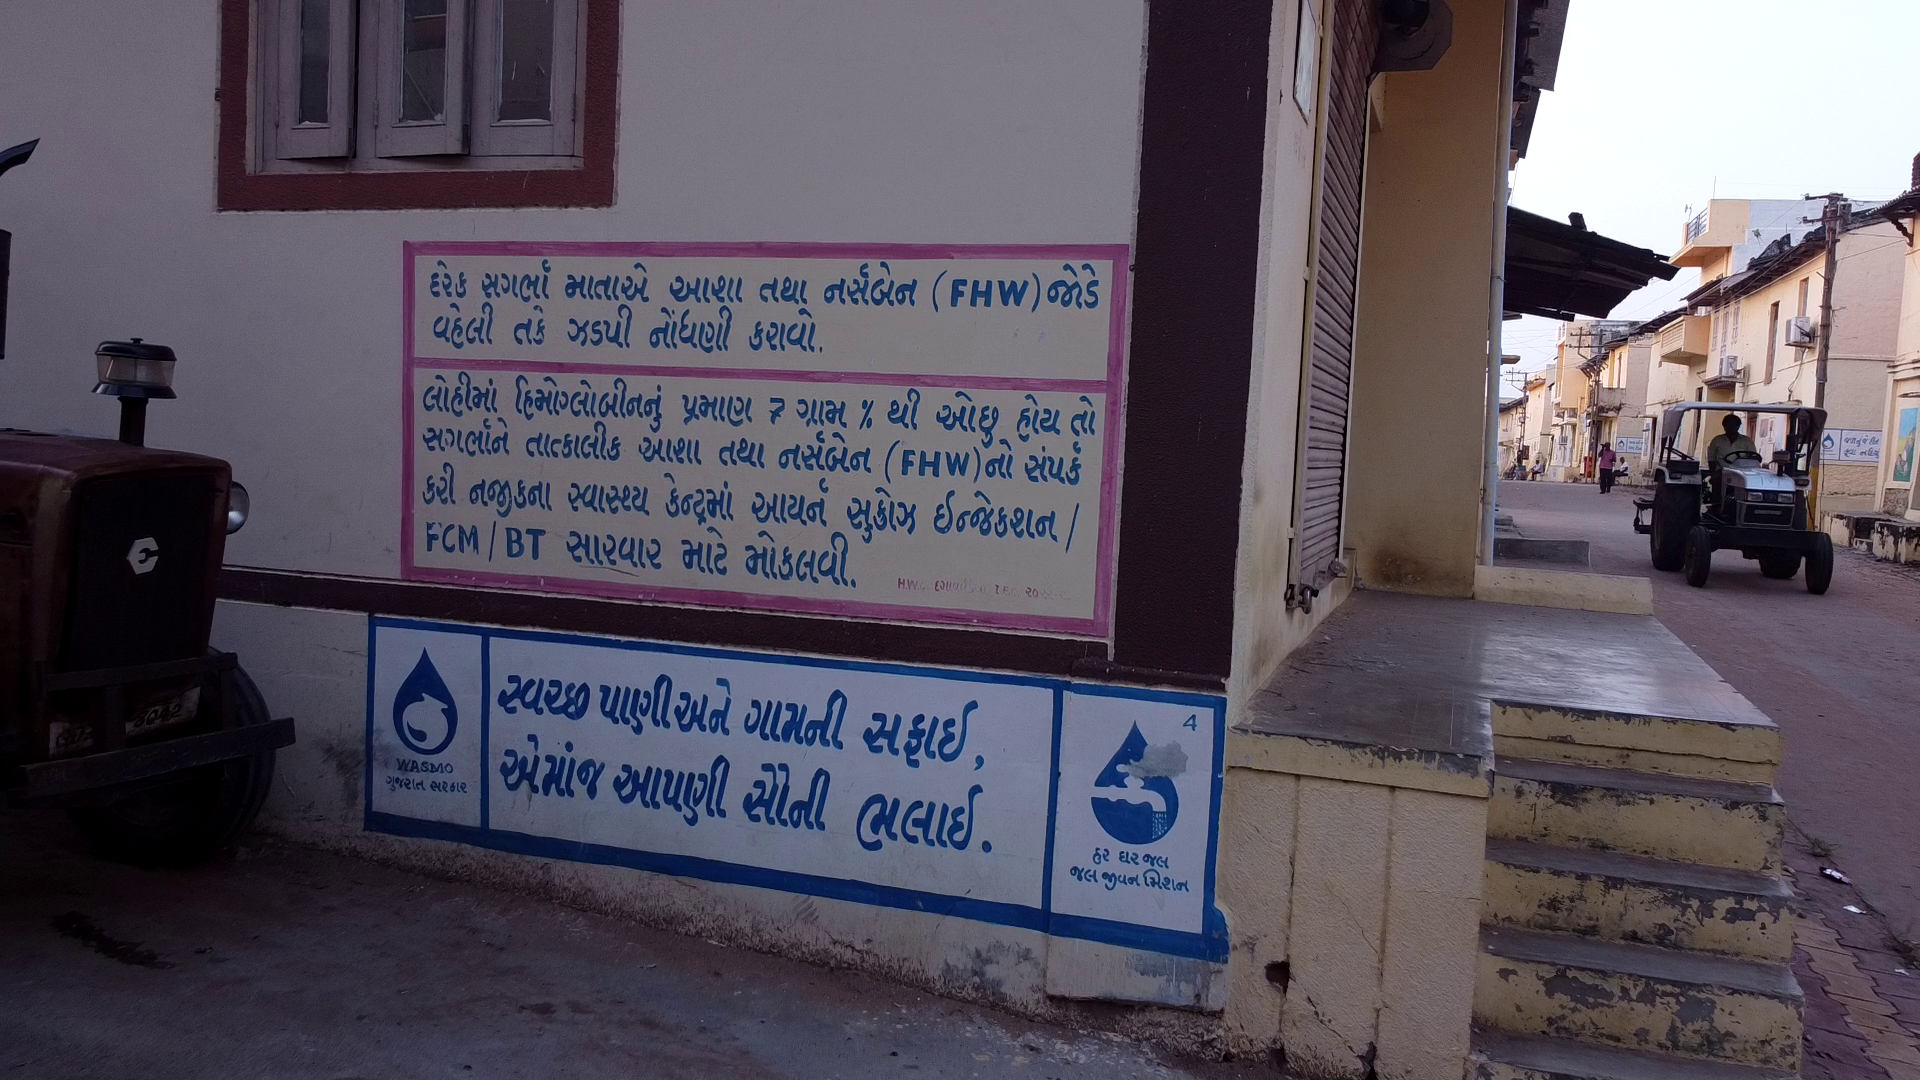 દરેક સગર્ભા માતાએ આશા તથા નર્સબેન (FHW) જોડે
વહેલી તકે ઝડપી નોંધણી કરાવો.
લોહીમાં હિમોગ્લોબીનનું પ્રમાણ 7 ગ્રામ % થી ઓછુ હોય તો
સગર્ભાને તાત્કાલીક આશા તથા નર્સબેન (FHW) નો સંપર્ક
કરી નજીકના સ્વાસ્થ્ય કેન્દ્રમાં આયર્ન સુક્રોઝ ઈન્જેકશન /
FCM / BT સારવાર માટે મોકલવી.
H.W.C.
WASMO
ગુજરાત સરકાર
સ્વચ્છ પાણી અને ગામની સફાઈ,
એમાંજ આપણી સૌની ભલાઈ.
4
હર ઘર જલ
જલ જીવન મિશન